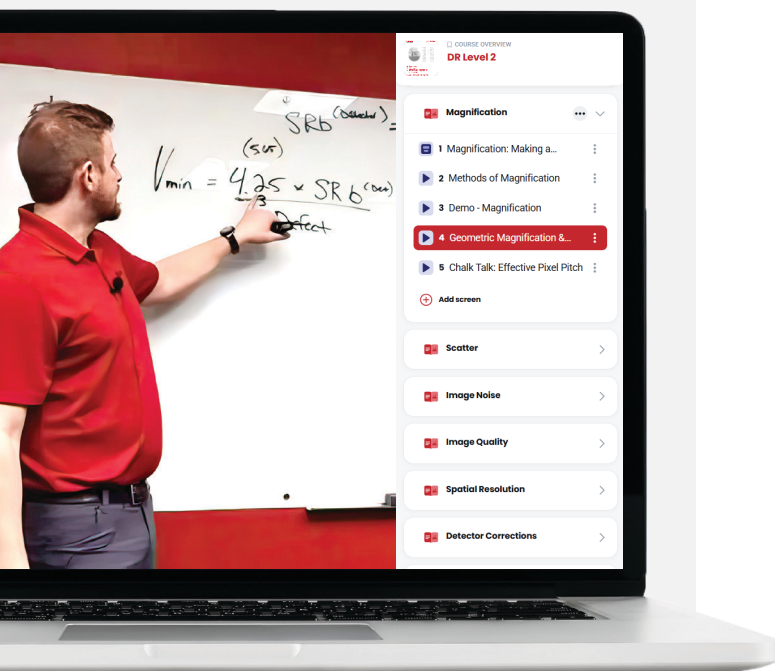 SRb (Detector) =
(SUS)
Vmin = 4.25 x SRb (Det)
3
Defect
COURSE OVERVIEW
DR Level 2
Magnification
1 Magnification: Making a...
2 Methods of Magnification
3 Demo - Magnification
4 Geometric Magnification &...
5 Chalk Talk: Effective Pixel Pitch
Add screen
Scatter
Image Noise
Image Quality
Spatial Resolution
Detector Corrections